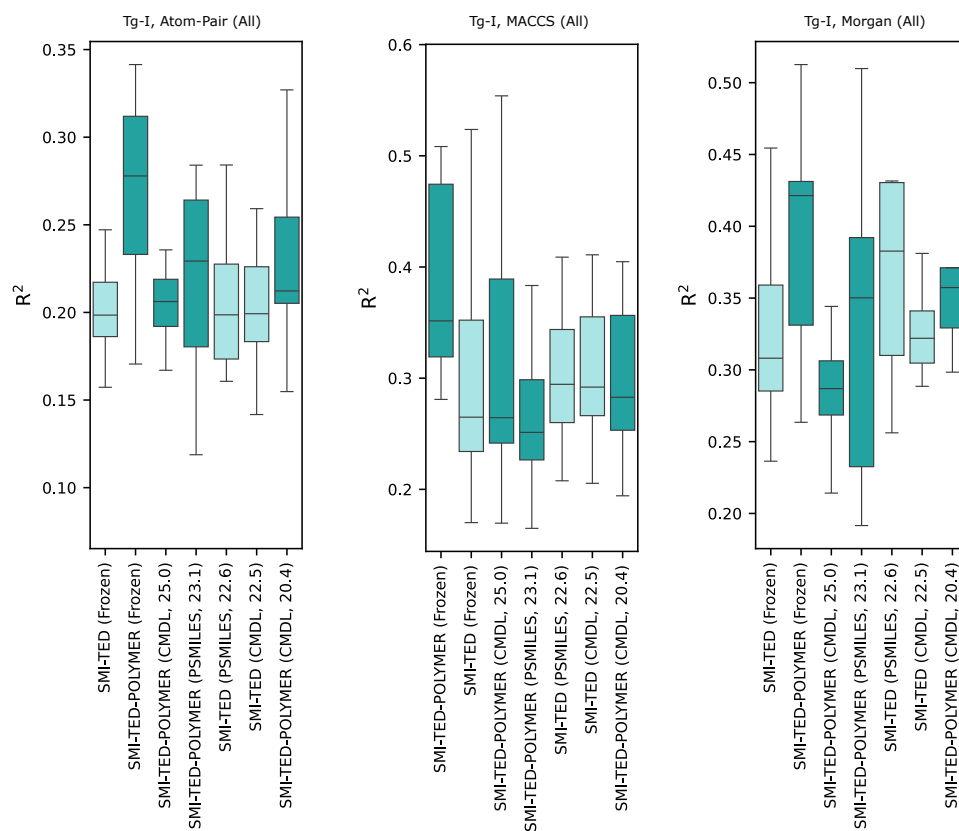 Tg-I, Atom-Pair (All)
R²
0.35
0.30
0.25
0.20
0.15
0.10
SMI-TED (Frozen)
SMI-TED-POLYMER (Frozen)
SMI-TED-POLYMER (CMDL, 25.0)
SMI-TED-POLYMER (PSMILES, 23.1)
SMI-TED (PSMILES, 22.6)
SMI-TED (CMDL, 22.5)
SMI-TED-POLYMER (CMDL, 20.4)
Tg-I, MACCS (All)
R²
0.6
0.5
0.4
0.3
0.2
SMI-TED-POLYMER (Frozen)
SMI-TED (Frozen)
SMI-TED-POLYMER (CMDL, 25.0)
SMI-TED-POLYMER (PSMILES, 23.1)
SMI-TED (PSMILES, 22.6)
SMI-TED (CMDL, 22.5)
SMI-TED-POLYMER (CMDL, 20.4)
Tg-I, Morgan (All)
R²
0.50
0.45
0.40
0.35
0.30
0.25
0.20
SMI-TED (Frozen)
SMI-TED-POLYMER (Frozen)
SMI-TED-POLYMER (CMDL, 25.0)
SMI-TED-POLYMER (PSMILES, 23.1)
SMI-TED (PSMILES, 22.6)
SMI-TED (CMDL, 22.5)
SMI-TED-POLYMER (CMDL, 20.4)